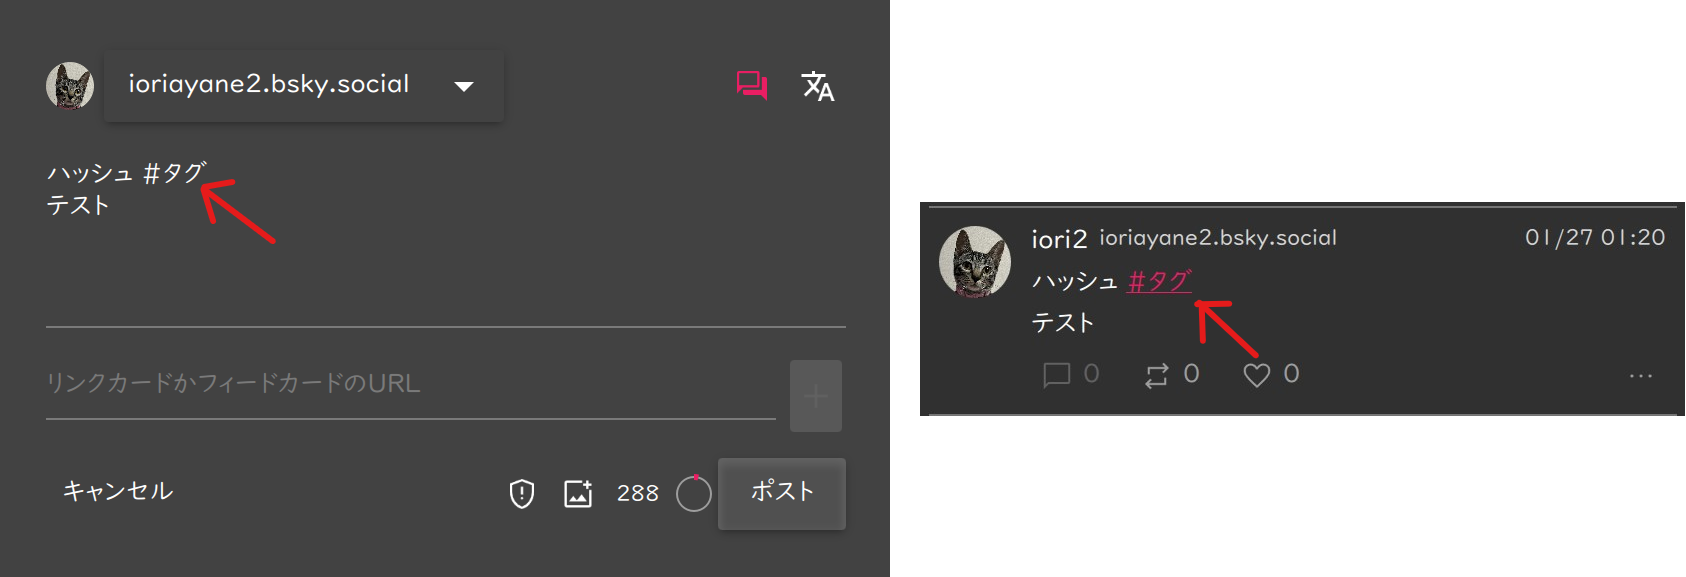 ioriayane2.bsky.social
ハッシュ #タグ
テスト
リンクカードかフィードカードのURL
キャンセル
288
ポスト
iori2 ioriayane2.bsky.social 01/27 01:20
ハッシュ #タグ
テスト
0 0 0 ...